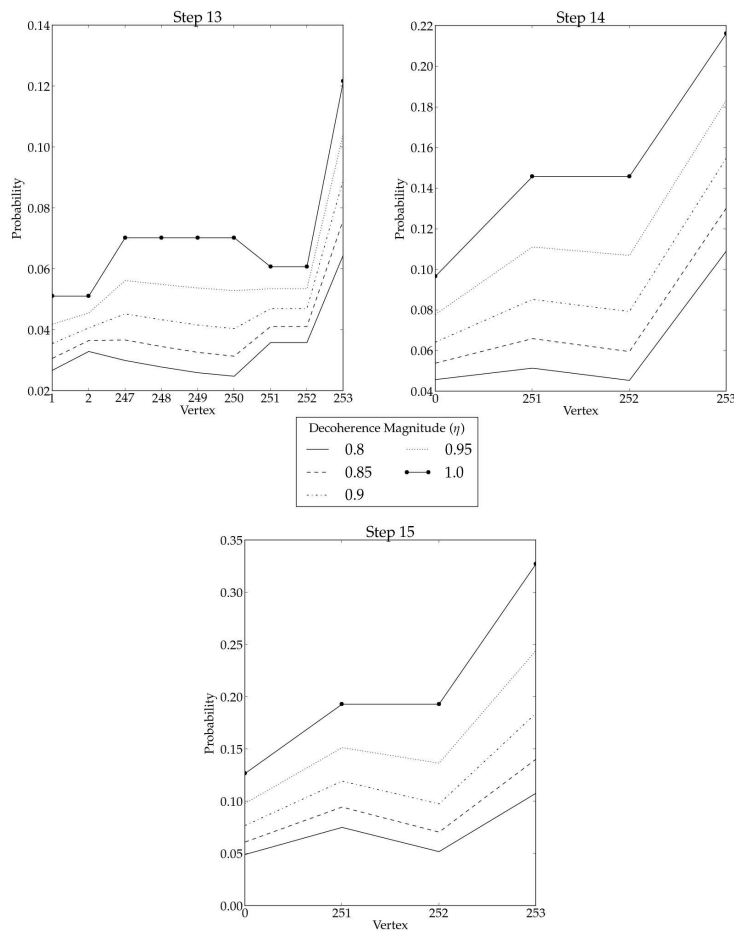 Step 13
0.14
0.12
0.10
0.08
0.06
0.04
0.02
Probability
1 2 247 248 249 250 251 252 253
Vertex
Step 14
0.22
0.20
0.18
0.16
0.14
0.12
0.10
0.08
0.06
0.04
Probability
0 251 252 253
Vertex
Decoherence Magnitude (η)
0.8 0.95
0.85 1.0
0.9
Step 15
0.35
0.30
0.25
0.20
0.15
0.10
0.05
0.00
Probability
0 251 252 253
Vertex